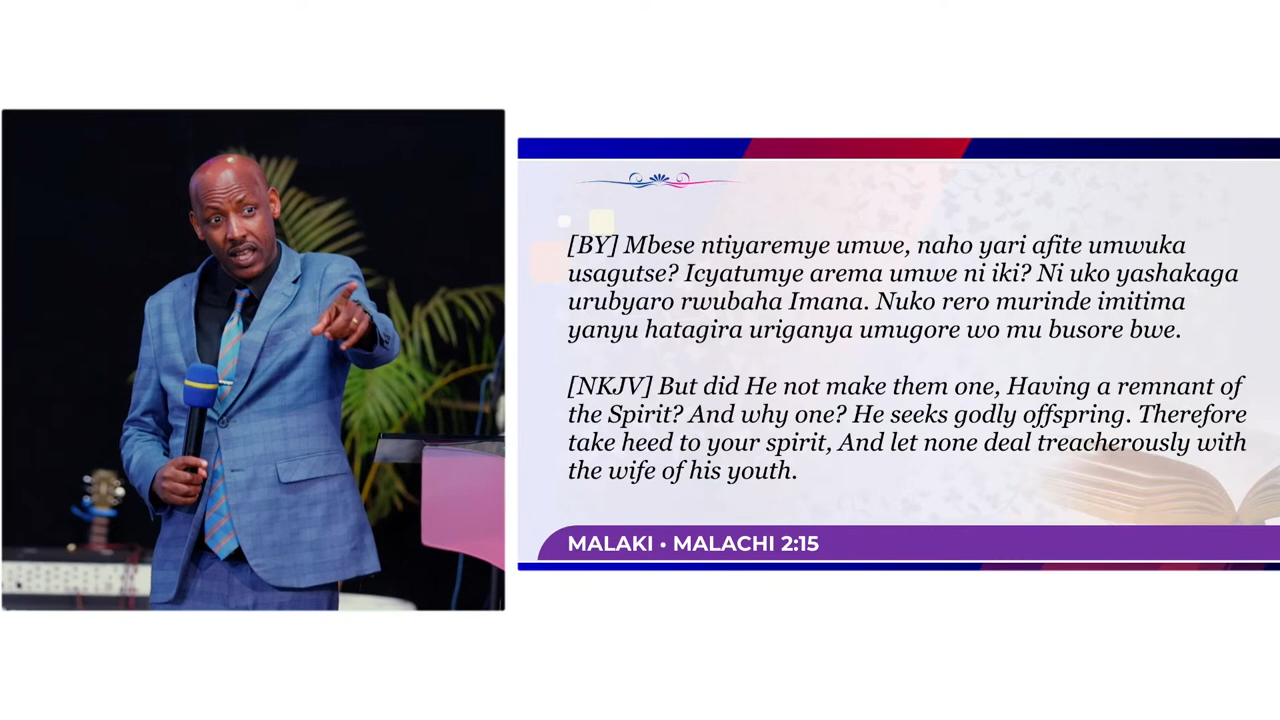 [BY] Mbese ntiyaremye umwe, naho yari afite umwuka
usagutse? Icyatumye arema umwe ni iki? Ni uko yashakaga
urubyaro rwubaha Imana. Nuko rero murinde imitima
yanyu hatagira uriganya umugore wo mu busore bwe.
[NKJV] But did He not make them one, Having a remnant of
the Spirit? And why one? He seeks godly offspring. Therefore
take heed to your spirit, And let none deal treacherously with
the wife of his youth.
MALAKI • MALACHI 2:15